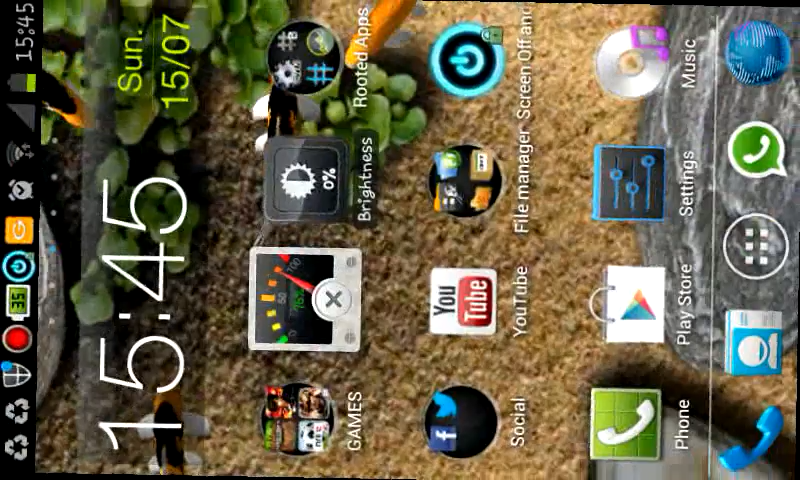 15:45
15:45
Sun.
15/07
GAMES
0%
Brightness
Rooted Apps
Social
You
Tube
YouTube
File manager
Screen Off and
Phone
Play Store
Settings
Music